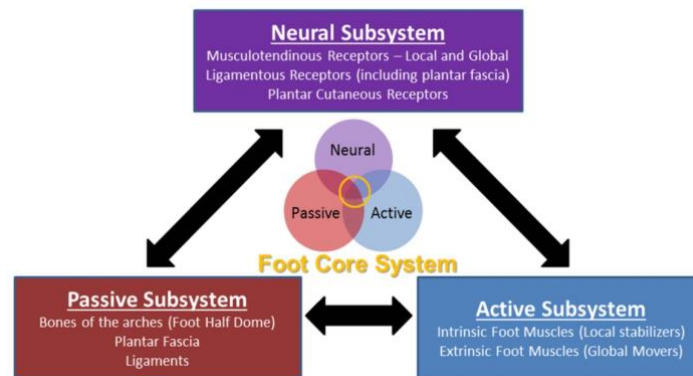 Neural Subsystem
Musculotendinous Receptors – Local and Global
Ligamentous Receptors (including plantar fascia)
Plantar Cutaneous Receptors
Neural
Passive
Active
Foot Core System
Passive Subsystem
Bones of the arches (Foot Half Dome)
Plantar Fascia
Ligaments
Active Subsystem
Intrinsic Foot Muscles (Local stabilizers)
Extrinsic Foot Muscles (Global Movers)